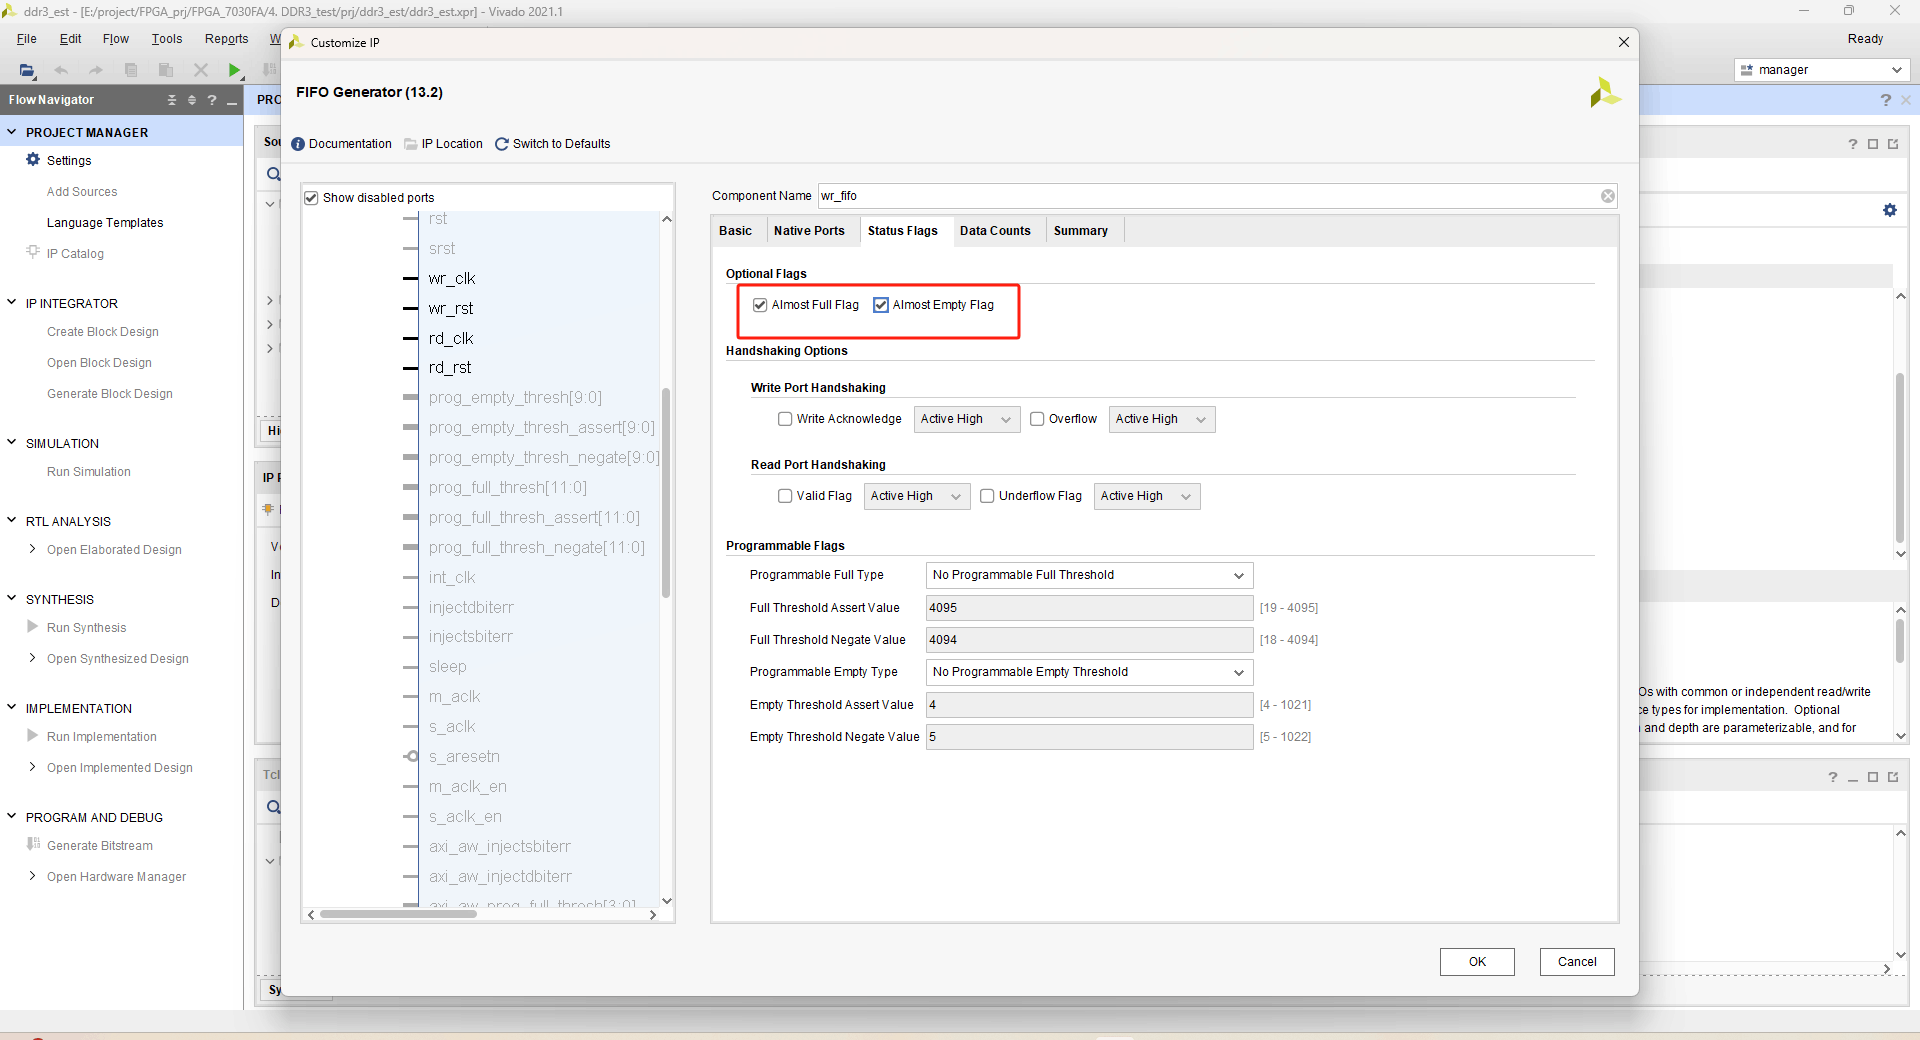 ddr3_est - [E:/project/FPGA_prj/FPGA_7030FA/4. DDR3_test/prj/ddr3_est/ddr3_est.xpr] - Vivado 2021.1
File Edit Flow Tools Reports
Ready
manager
Flow Navigator
PROJECT MANAGER
Settings
Add Sources
Language Templates
IP Catalog
IP INTEGRATOR
Create Block Design
Open Block Design
Generate Block Design
SIMULATION
Run Simulation
RTL ANALYSIS
Open Elaborated Design
SYNTHESIS
Run Synthesis
Open Synthesized Design
IMPLEMENTATION
Run Implementation
Open Implemented Design
PROGRAM AND DEBUG
Generate Bitstream
Open Hardware Manager
Customize IP
FIFO Generator (13.2)
Documentation IP Location Switch to Defaults
Show disabled ports
rst
srst
wr_clk
wr_rst
rd_clk
rd_rst
prog_empty_thresh[9:0]
prog_empty_thresh_assert[9:0]
prog_empty_thresh_negate[9:0]
prog_full_thresh[11:0]
prog_full_thresh_assert[11:0]
prog_full_thresh_negate[11:0]
int_clk
injectdbiterr
injectsbiterr
sleep
m_aclk
s_aclk
s_aresetn
m_aclk_en
s_aclk_en
axi_aw_injectsbiterr
axi_aw_injectdbiterr
axi_aw_prog_full_thresh[3:0]
Component Name wr_fifo
Basic Native Ports Status Flags Data Counts Summary
Optional Flags
Almost Full Flag Almost Empty Flag
Handshaking Options
Write Port Handshaking
Write Acknowledge Active High Overflow Active High
Read Port Handshaking
Valid Flag Active High Underflow Flag Active High
Programmable Flags
Programmable Full Type No Programmable Full Threshold
Full Threshold Assert Value 4095 [19 - 4095]
Full Threshold Negate Value 4094 [18 - 4094]
Programmable Empty Type No Programmable Empty Threshold
Empty Threshold Assert Value 4 [4 - 1021]
Empty Threshold Negate Value 5 [5 - 1022]
OK Cancel
Os with common or independent read/write
ce types for implementation. Optional
and depth are parameterizable, and for